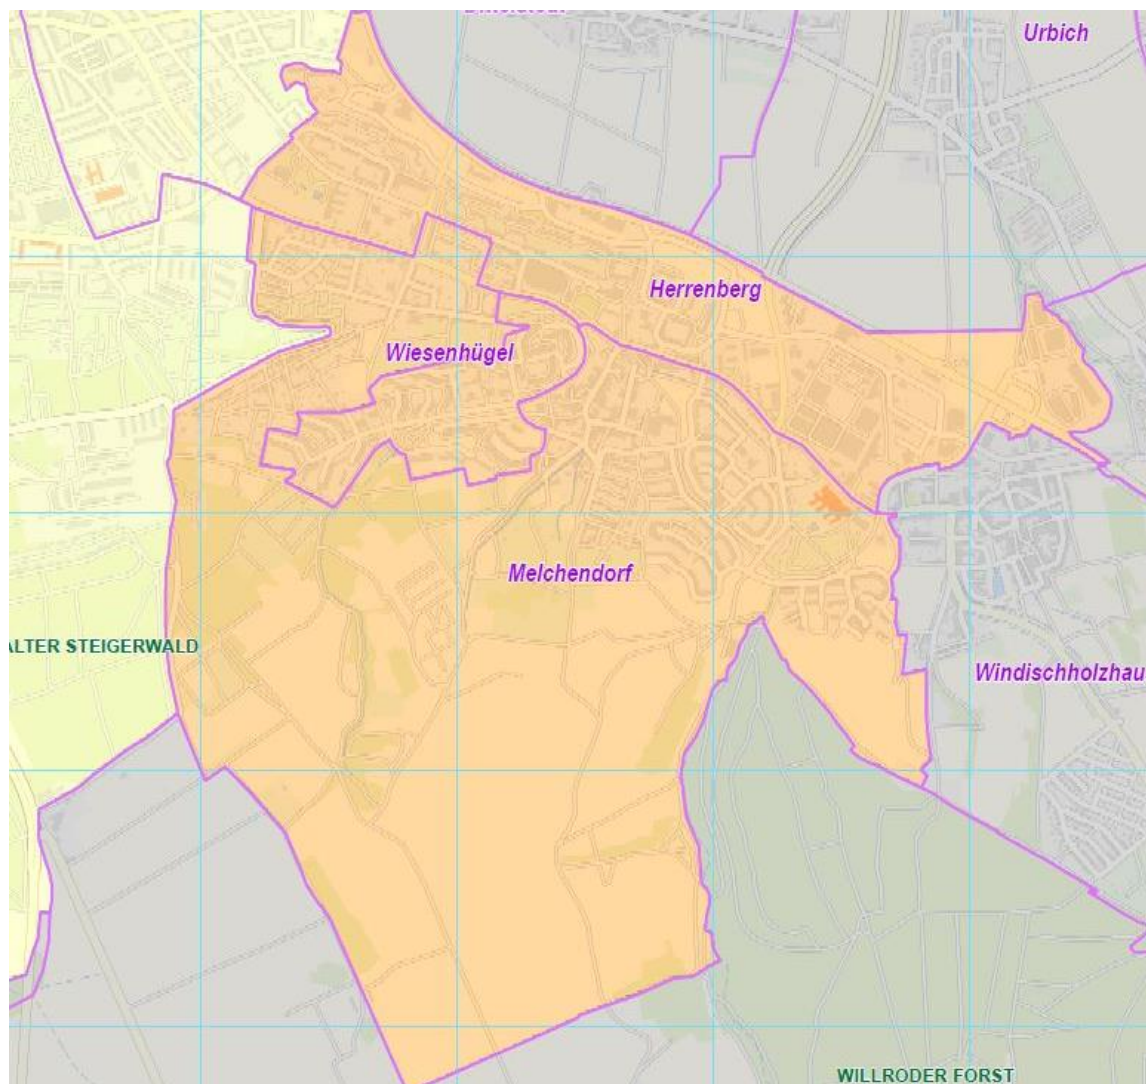 Urbich
Herrenberg
Wiesenhügel
Melchendorf
ALTER STEIGERWALD
Windischholzhau
WILLRODER FORST